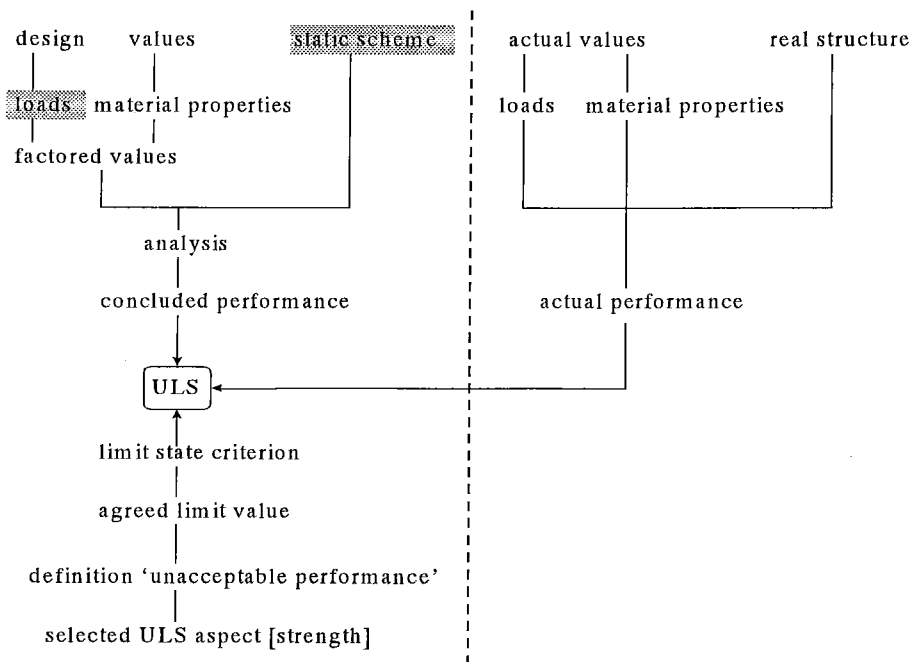 design values static scheme
loads material properties
factored values
analysis
concluded performance
ULS
limit state criterion
agreed limit value
definition ‘unacceptable performance’
selected ULS aspect [strength]
actual values real structure
loads material properties
actual performance